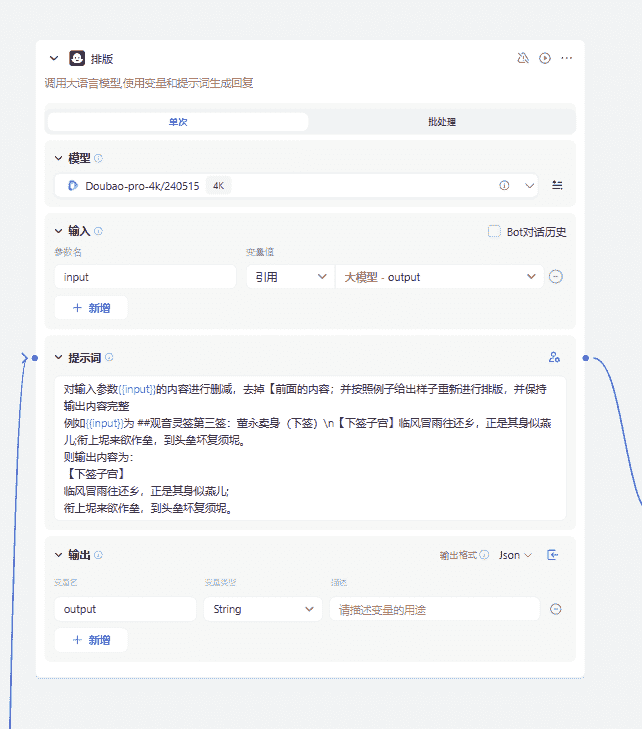 排版
调用大语言模型,使用变量和提示词生成回复
单次 批处理
模型
Doubao-pro-4k/240515 4K
输入 Bot对话历史
参数名 变量值
input 引用 大模型 - output
新增
提示词
对输入参数{{input}}的内容进行删减，去掉【前面的内容；并按照例子给出样子重新进行排版，并保持
输出内容完整
例如{{input}}为 ##观音灵签第三签：董永卖身（下签）\n【下签子宫】临风冒雨往还乡，正是其身似燕
儿;衔上坭来欲作垒，到头垒坏复须坭。
则输出内容为：
【下签子宫】
临风冒雨往还乡，正是其身似燕儿;
衔上坭来欲作垒，到头垒坏复须坭。
输出 输出格式 Json
变量名 变量类型 描述
output String 请描述变量的用途
新增